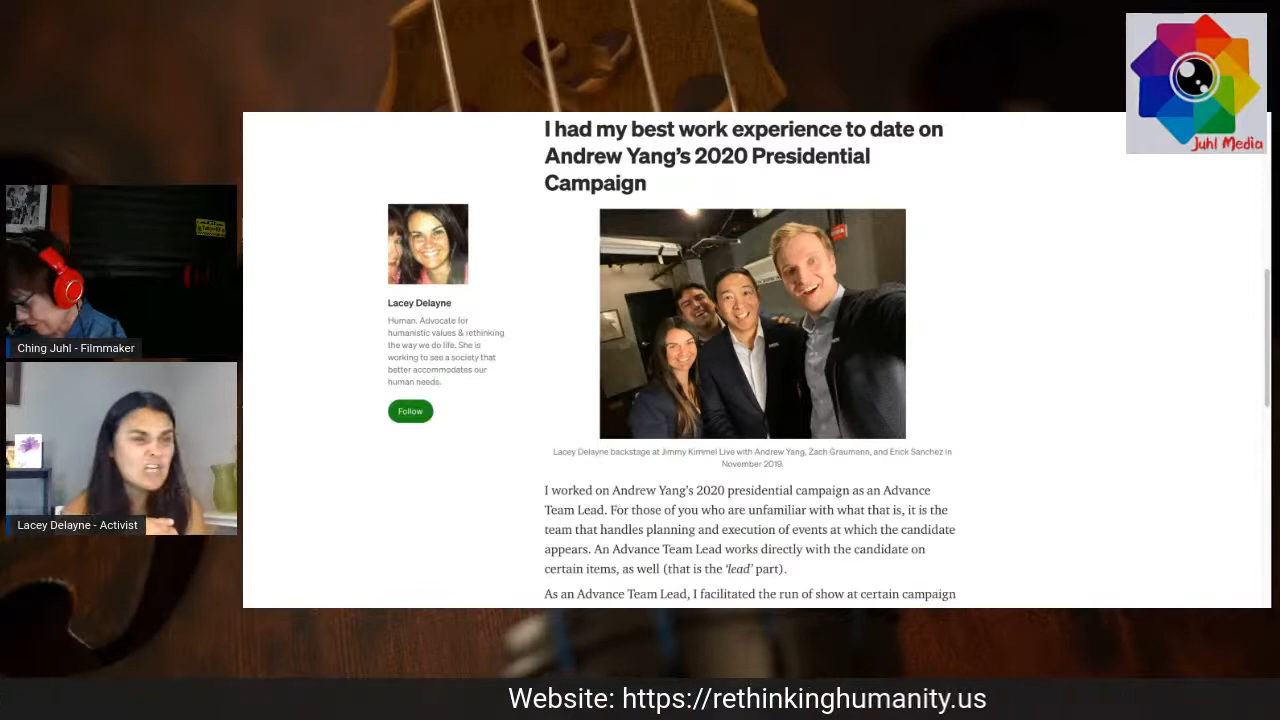 Juhl Media
I had my best work experience to date on
Andrew Yang's 2020 Presidential
Campaign
Lacey Delayne
Human. Advocate for
humanistic values & rethinking
the way we do life. She is
working to see a society that
better accommodates our
human needs.
Follow
Lacey Delayne backstage at Jimmy Kimmel Live with Andrew Yang, Zach Graumann, and Erick Sanchez in
November 2019.
I worked on Andrew Yang's 2020 presidential campaign as an Advance
Team Lead. For those of you who are unfamiliar with what that is, it is the
team that handles planning and execution of events at which the candidate
appears. An Advance Team Lead works directly with the candidate on
certain items, as well (that is the 'lead' part).
As an Advance Team Lead, I facilitated the run of show at certain campaign
Ching Juhl - Filmmaker
Lacey Delayne - Activist
Website: https://rethinkinghumanity.us